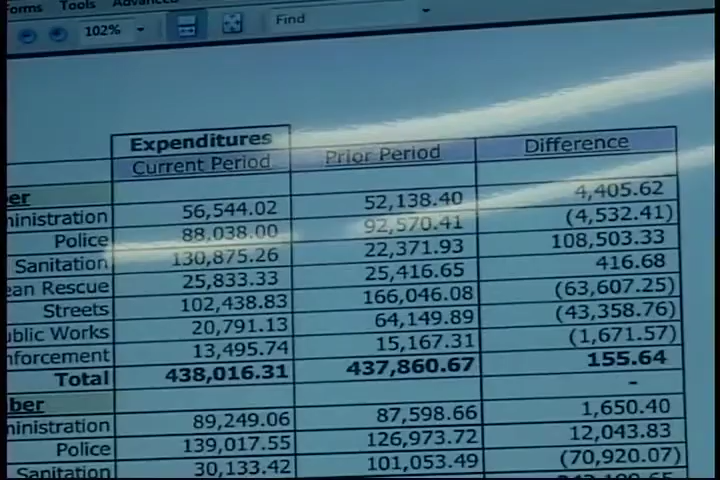 Forms Tools Advanced
102% Find
Expenditures
Current Period Prior Period Difference
er
ministration 56,544.02 52,138.40 4,405.62
Police 88,038.00 92,570.41 (4,532.41)
Sanitation 130,875.26 22,371.93 108,503.33
ean Rescue 25,833.33 25,416.65 416.68
Streets 102,438.83 166,046.08 (63,607.25)
ublic Works 20,791.13 64,149.89 (43,358.76)
nforcement 13,495.74 15,167.31 (1,671.57)
Total 438,016.31 437,860.67 155.64
ber -
ministration 89,249.06 87,598.66 1,650.40
Police 139,017.55 126,973.72 12,043.83
Sanitation 30,133.42 101,053.49 (70,920.07)